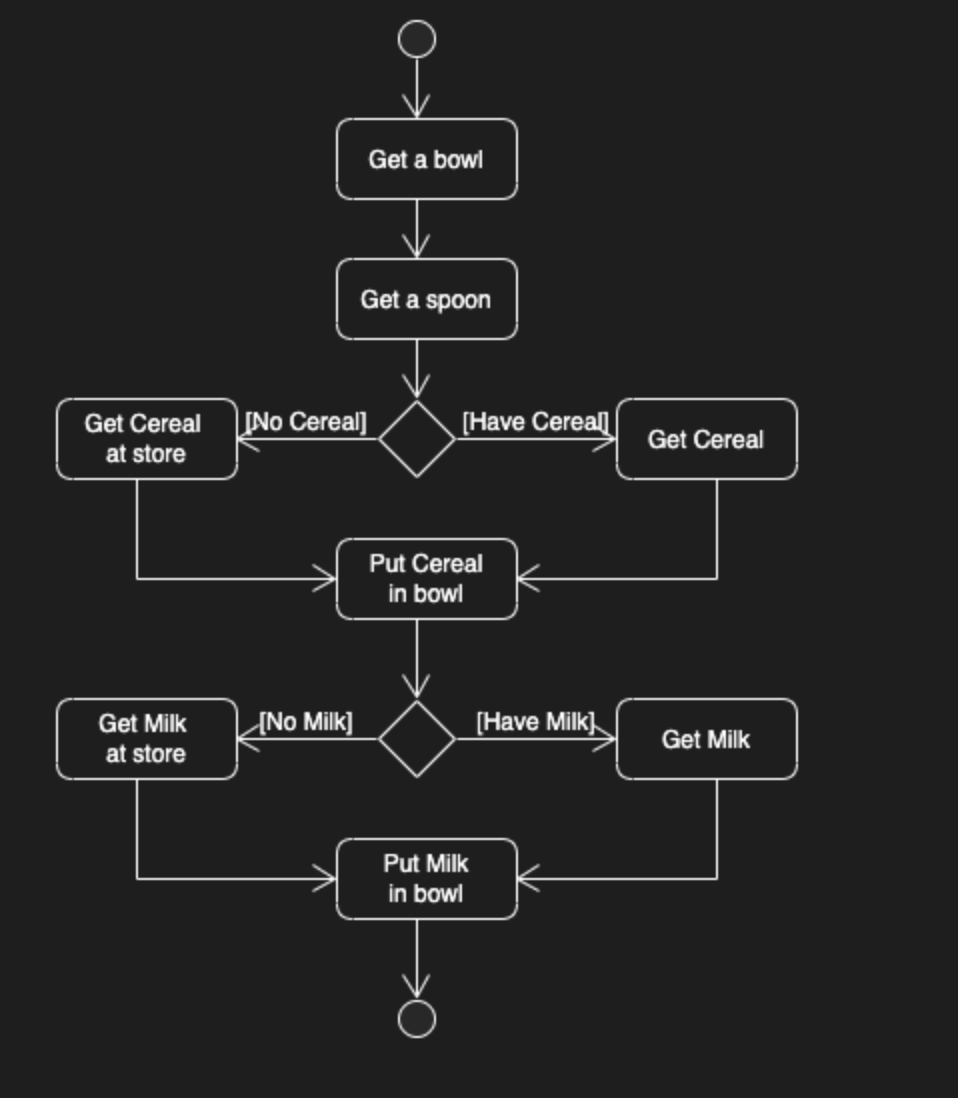 Get a bowl
Get a spoon
Get Cereal
at store
[No Cereal]
[Have Cereal]
Get Cereal
Put Cereal
in bowl
Get Milk
at store
[No Milk]
[Have Milk]
Get Milk
Put Milk
in bowl